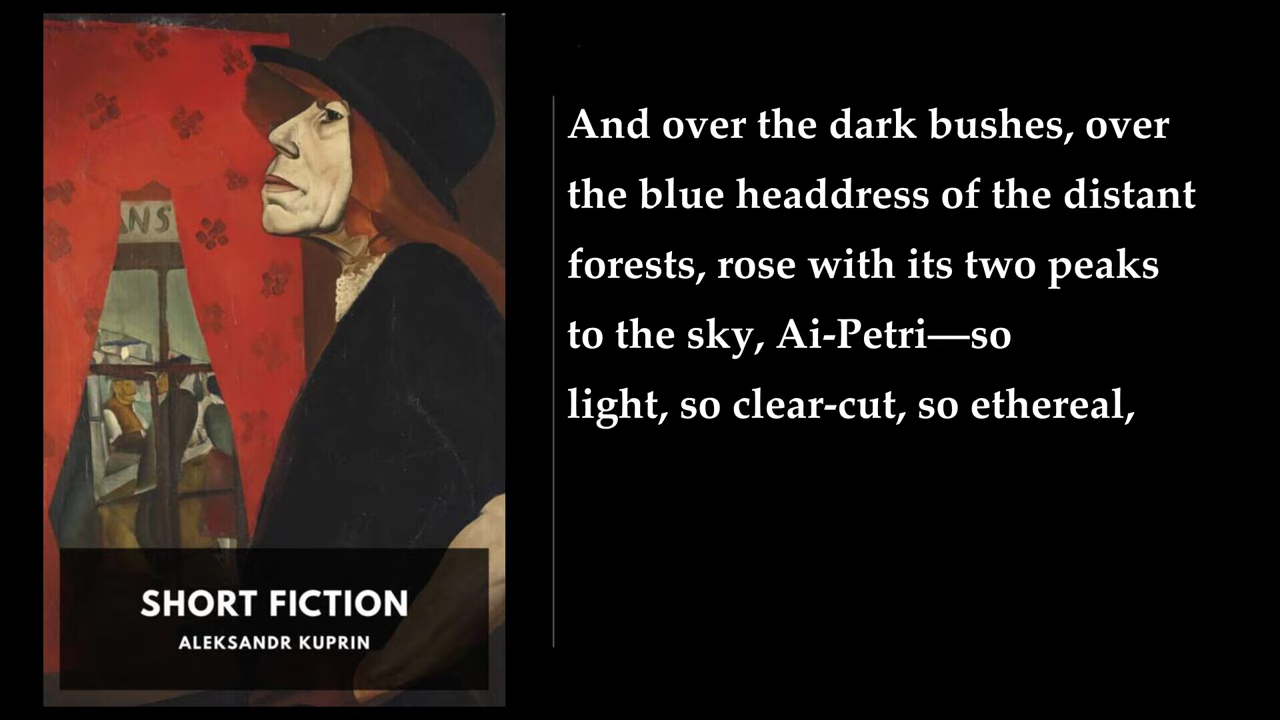 ANS
SHORT FICTION
ALEKSANDR KUPRIN
And over the dark bushes, over
the blue headdress of the distant
forests, rose with its two peaks
to the sky, Ai-Petri—so
light, so clear-cut, so ethereal,